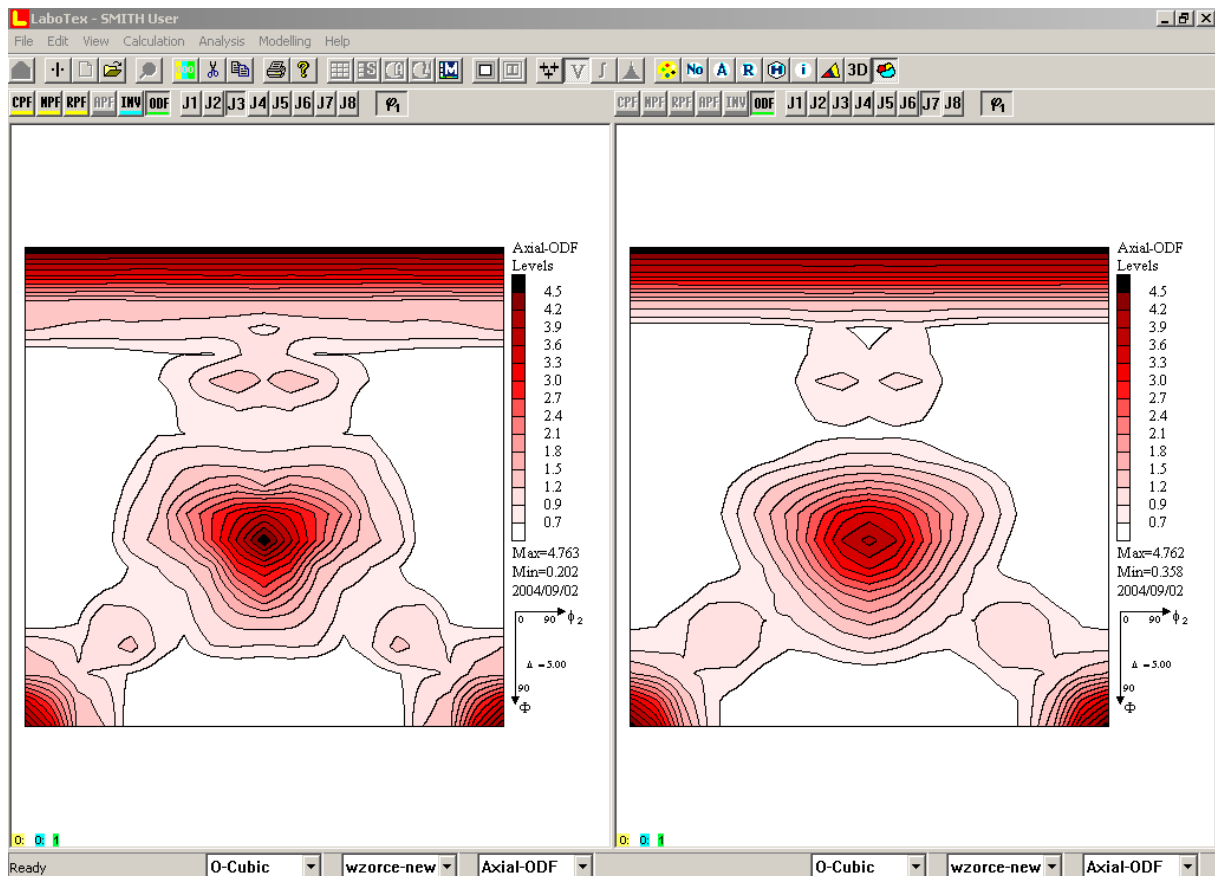 LaboTex - SMITH User
File Edit View Calculation Analysis Modelling Help
No A R H i 3D
CPF NPF RPF APF INV ODF J1 J2 J3 J4 J5 J6 J7 J8 φ1
CPF NPF RPF APF INV ODF J1 J2 J3 J4 J5 J6 J7 J8 φ1
Axial-ODF
Levels
4.5
4.2
3.9
3.6
3.3
3.0
2.7
2.4
2.1
1.8
1.5
1.2
0.9
0.7
Max=4.763
Min=0.202
2004/09/02
0 90 ϕ2
Δ =5.00
90
Φ
Axial-ODF
Levels
4.5
4.2
3.9
3.6
3.3
3.0
2.7
2.4
2.1
1.8
1.5
1.2
0.9
0.7
Max=4.762
Min=0.358
2004/09/02
0 90 ϕ2
Δ =5.00
90
Φ
0: 0: 1
0: 0: 1
Ready O-Cubic wzorce-new Axial-ODF O-Cubic wzorce-new Axial-ODF